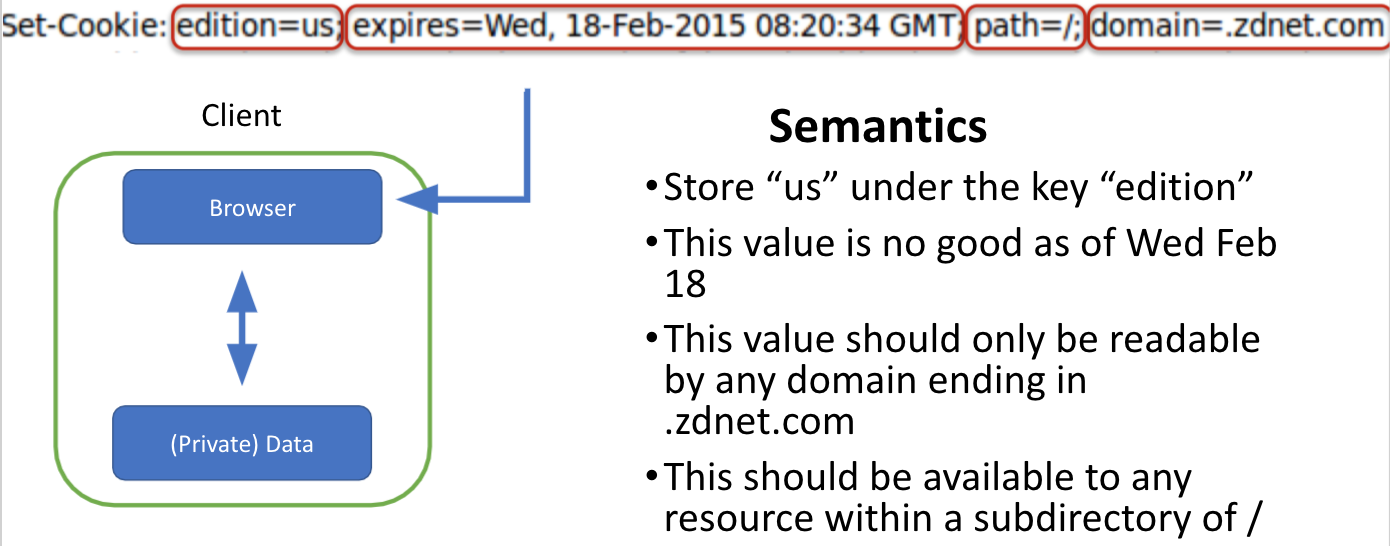 Set-Cookie: edition=us; expires=Wed, 18-Feb-2015 08:20:34 GMT; path=/; domain=.zdnet.com
Client
Browser
(Private) Data
Semantics
•Store “us” under the key “edition”
•This value is no good as of Wed Feb
18
•This value should only be readable
by any domain ending in
.zdnet.com
•This should be available to any
resource within a subdirectory of /